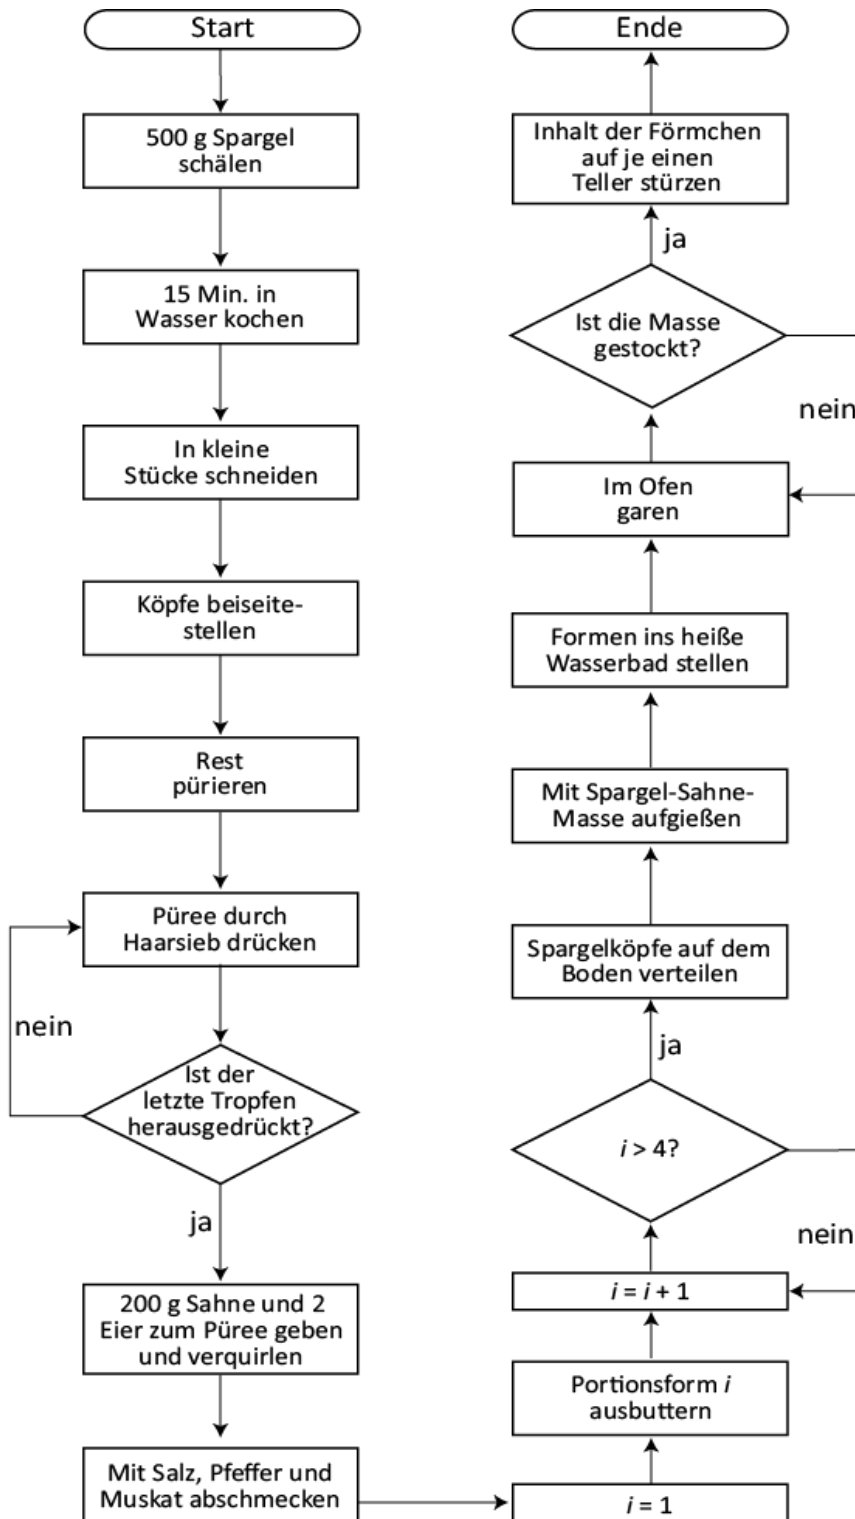 Start
500 g Spargel
schälen
15 Min. in
Wasser kochen
In kleine
Stücke schneiden
Köpfe beiseite-
stellen
Rest
pürieren
Püree durch
Haarsieb drücken
nein
Ist der
letzte Tropfen
herausgedrückt?
ja
200 g Sahne und 2
Eier zum Püree geben
und verquirlen
Mit Salz, Pfeffer und
Muskat abschmecken
i = 1
Portionsform i
ausbuttern
i = i + 1
nein
i > 4?
ja
Spargelköpfe auf dem
Boden verteilen
Mit Spargel-Sahne-
Masse aufgießen
Formen ins heiße
Wasserbad stellen
Im Ofen
garen
nein
Ist die Masse
gestockt?
ja
Inhalt der Förmchen
auf je einen
Teller stürzen
Ende